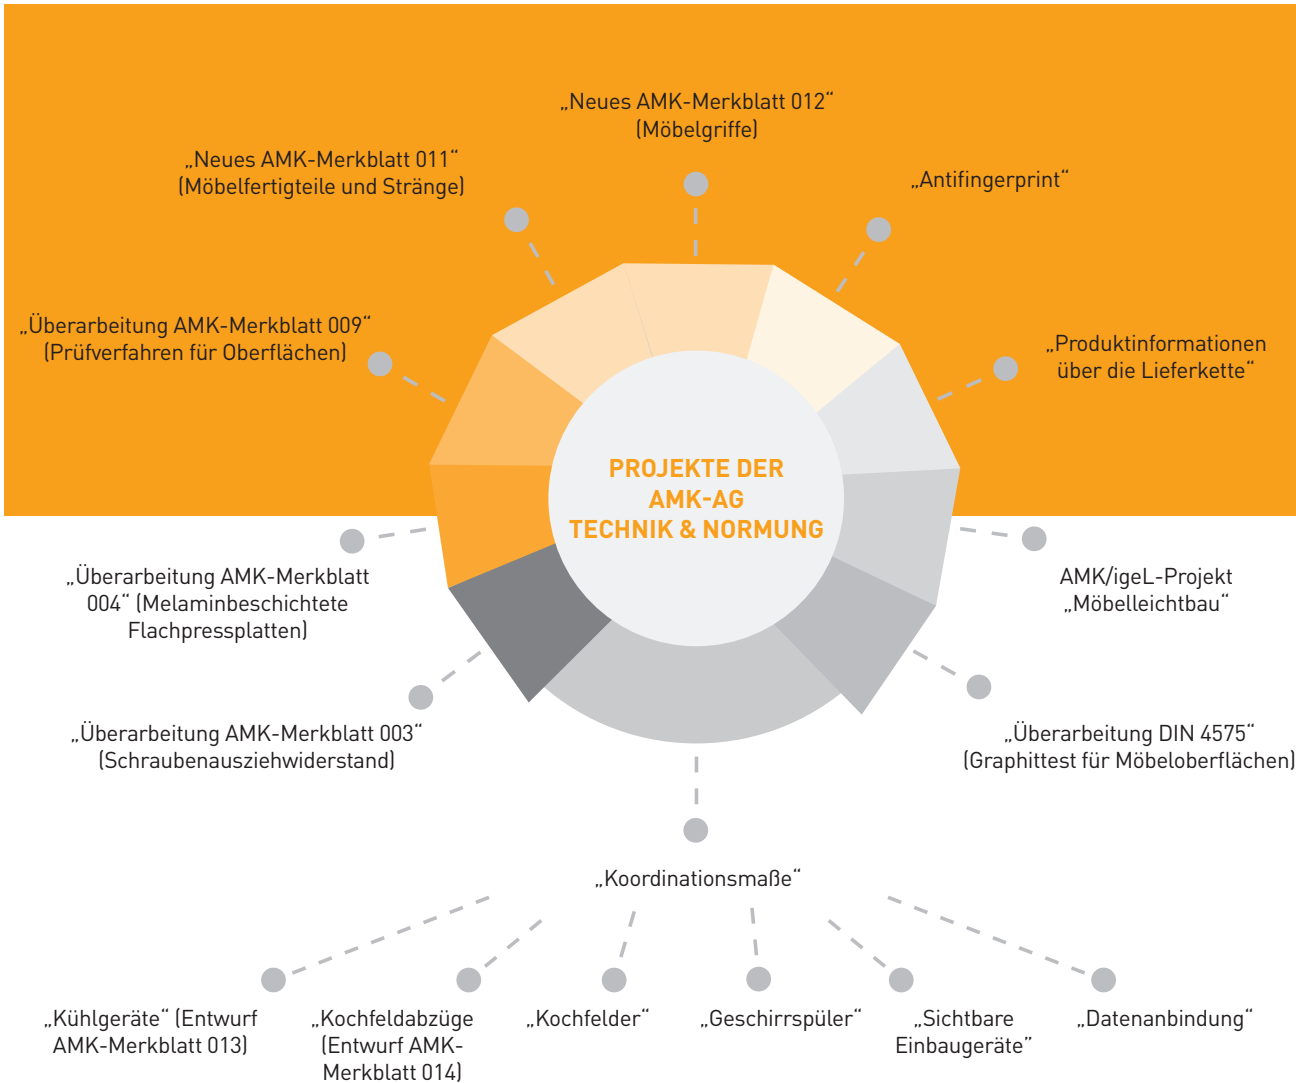 „Neues AMK-Merkblatt 012“
(Möbelgriffe)
„Neues AMK-Merkblatt 011“
(Möbelfertigteile und Stränge)
„Antifingerprint“
„Überarbeitung AMK-Merkblatt 009“
(Prüfverfahren für Oberflächen)
„Produktinformationen
über die Lieferkette“
PROJEKTE DER
AMK-AG
TECHNIK & NORMUNG
„Überarbeitung AMK-Merkblatt
004“ (Melaminbeschichtete
Flachpressplatten)
AMK/igeL-Projekt
„Möbelleichtbau“
„Überarbeitung AMK-Merkblatt 003“
(Schraubenausziehwiderstand)
„Überarbeitung DIN 4575“
(Graphittest für Möbeloberflächen)
„Koordinationsmaße“
„Kühlgeräte“ (Entwurf
AMK-Merkblatt 013)
„Kochfeldabzüge
(Entwurf AMK-
Merkblatt 014)
„Kochfelder“
„Geschirrspüler“
„Sichtbare
Einbaugeräte”
„Datenanbindung“